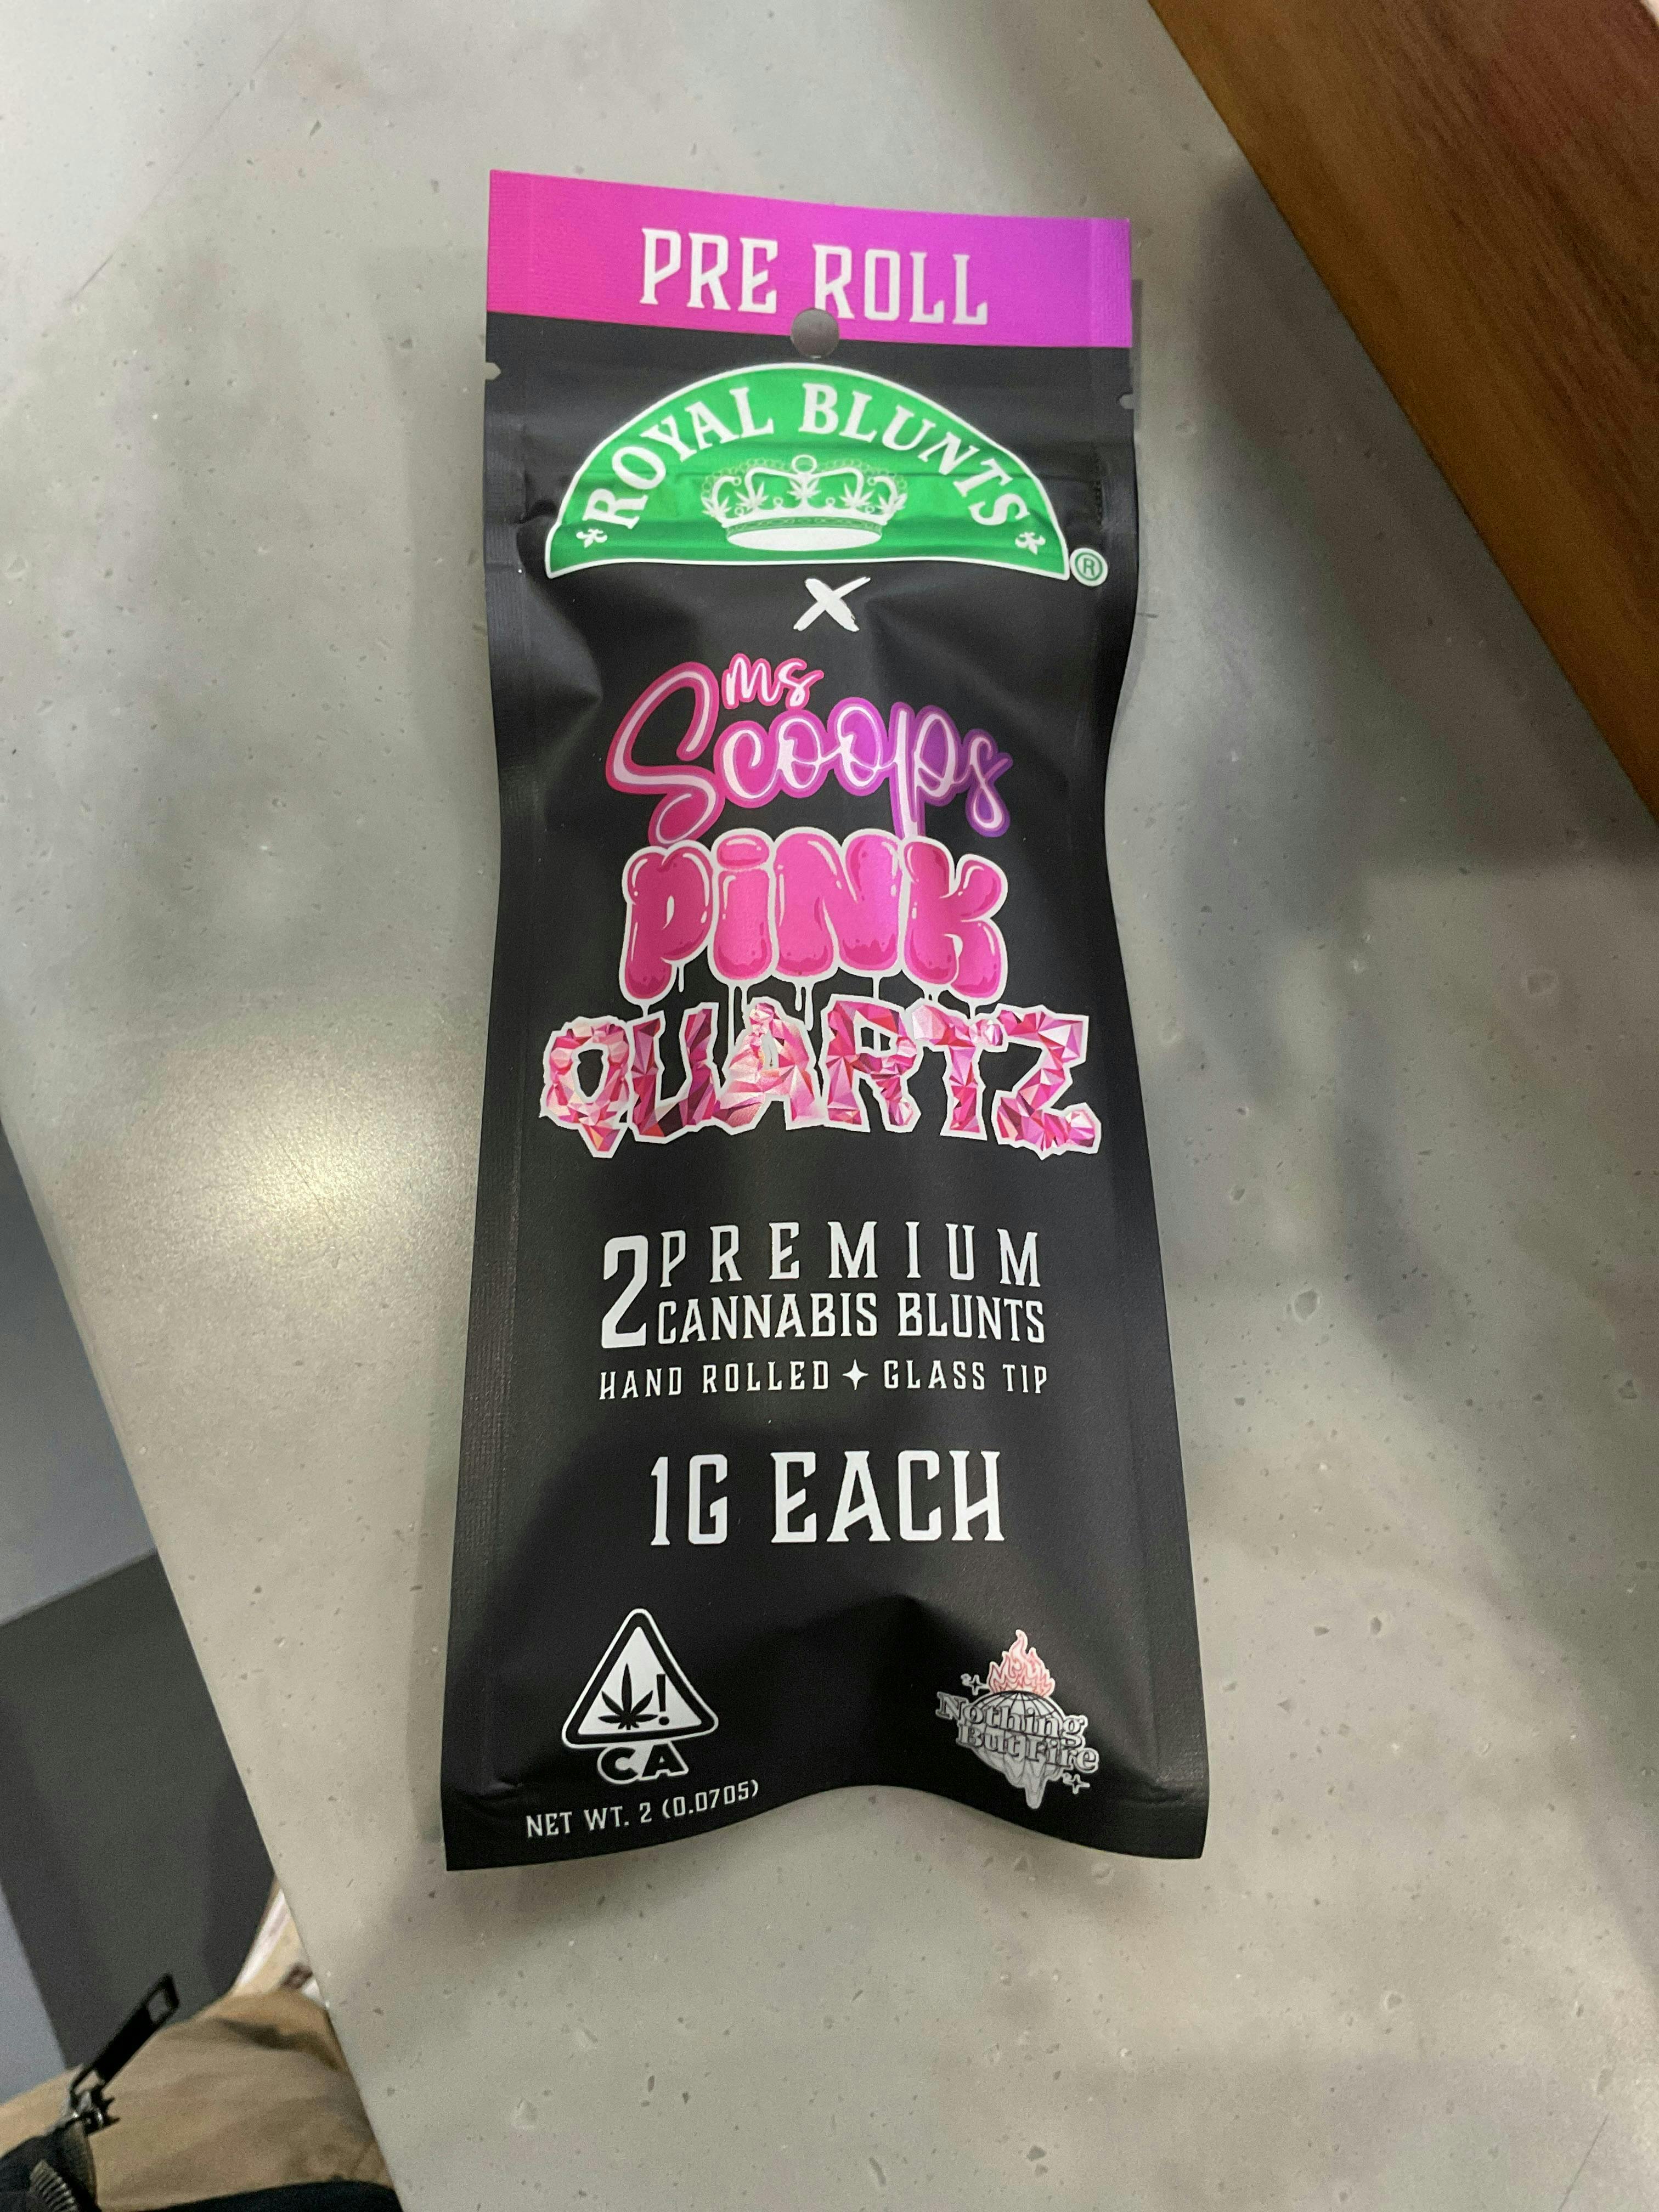 PRE ROLL
ROYAL BLUNTS
®
X
Ms
Scoops
PINK
QUARTZ
2 PREMIUM
CANNABIS BLUNTS
HAND ROLLED ✦ GLASS TIP
1G EACH
!
CA
NET WT. 2 (0.0705)
Nothing
But Fire